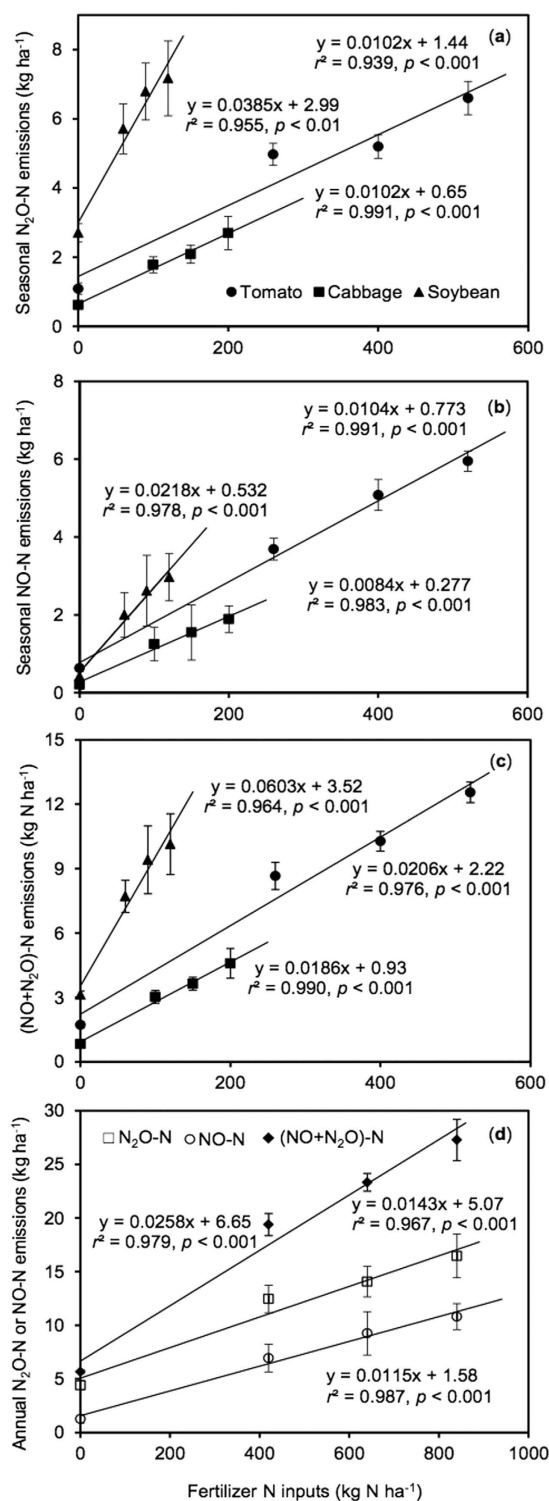 (a)
y = 0.0102x + 1.44
r² = 0.939, p < 0.001
y = 0.0385x + 2.99
r² = 0.955, p < 0.01
y = 0.0102x + 0.65
r² = 0.991, p < 0.001
Tomato Cabbage Soybean
Seasonal N₂O-N emissions (kg ha⁻¹)
8
6
4
2
0
0 200 400 600
(b)
y = 0.0104x + 0.773
r² = 0.991, p < 0.001
y = 0.0218x + 0.532
r² = 0.978, p < 0.001
y = 0.0084x + 0.277
r² = 0.983, p < 0.001
Seasonal NO-N emissions (kg ha⁻¹)
8
6
4
2
0
0 200 400 600
(c)
y = 0.0603x + 3.52
r² = 0.964, p < 0.001
y = 0.0206x + 2.22
r² = 0.976, p < 0.001
y = 0.0186x + 0.93
r² = 0.990, p < 0.001
(NO+N₂O)-N emissions (kg N ha⁻¹)
15
12
9
6
3
0
0 200 400 600
N₂O-N NO-N (NO+N₂O)-N (d)
y = 0.0143x + 5.07
r² = 0.967, p < 0.001
y = 0.0258x + 6.65
r² = 0.979, p < 0.001
y = 0.0115x + 1.58
r² = 0.987, p < 0.001
Annual N₂O-N or NO-N emissions (kg ha⁻¹)
30
25
20
15
10
5
0
0 200 400 600 800 1000
Fertilizer N inputs (kg N ha⁻¹)